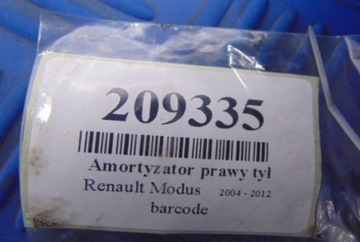 209335
Amortyzator prawy tył
Renault Modus 2004 - 2012
barcode